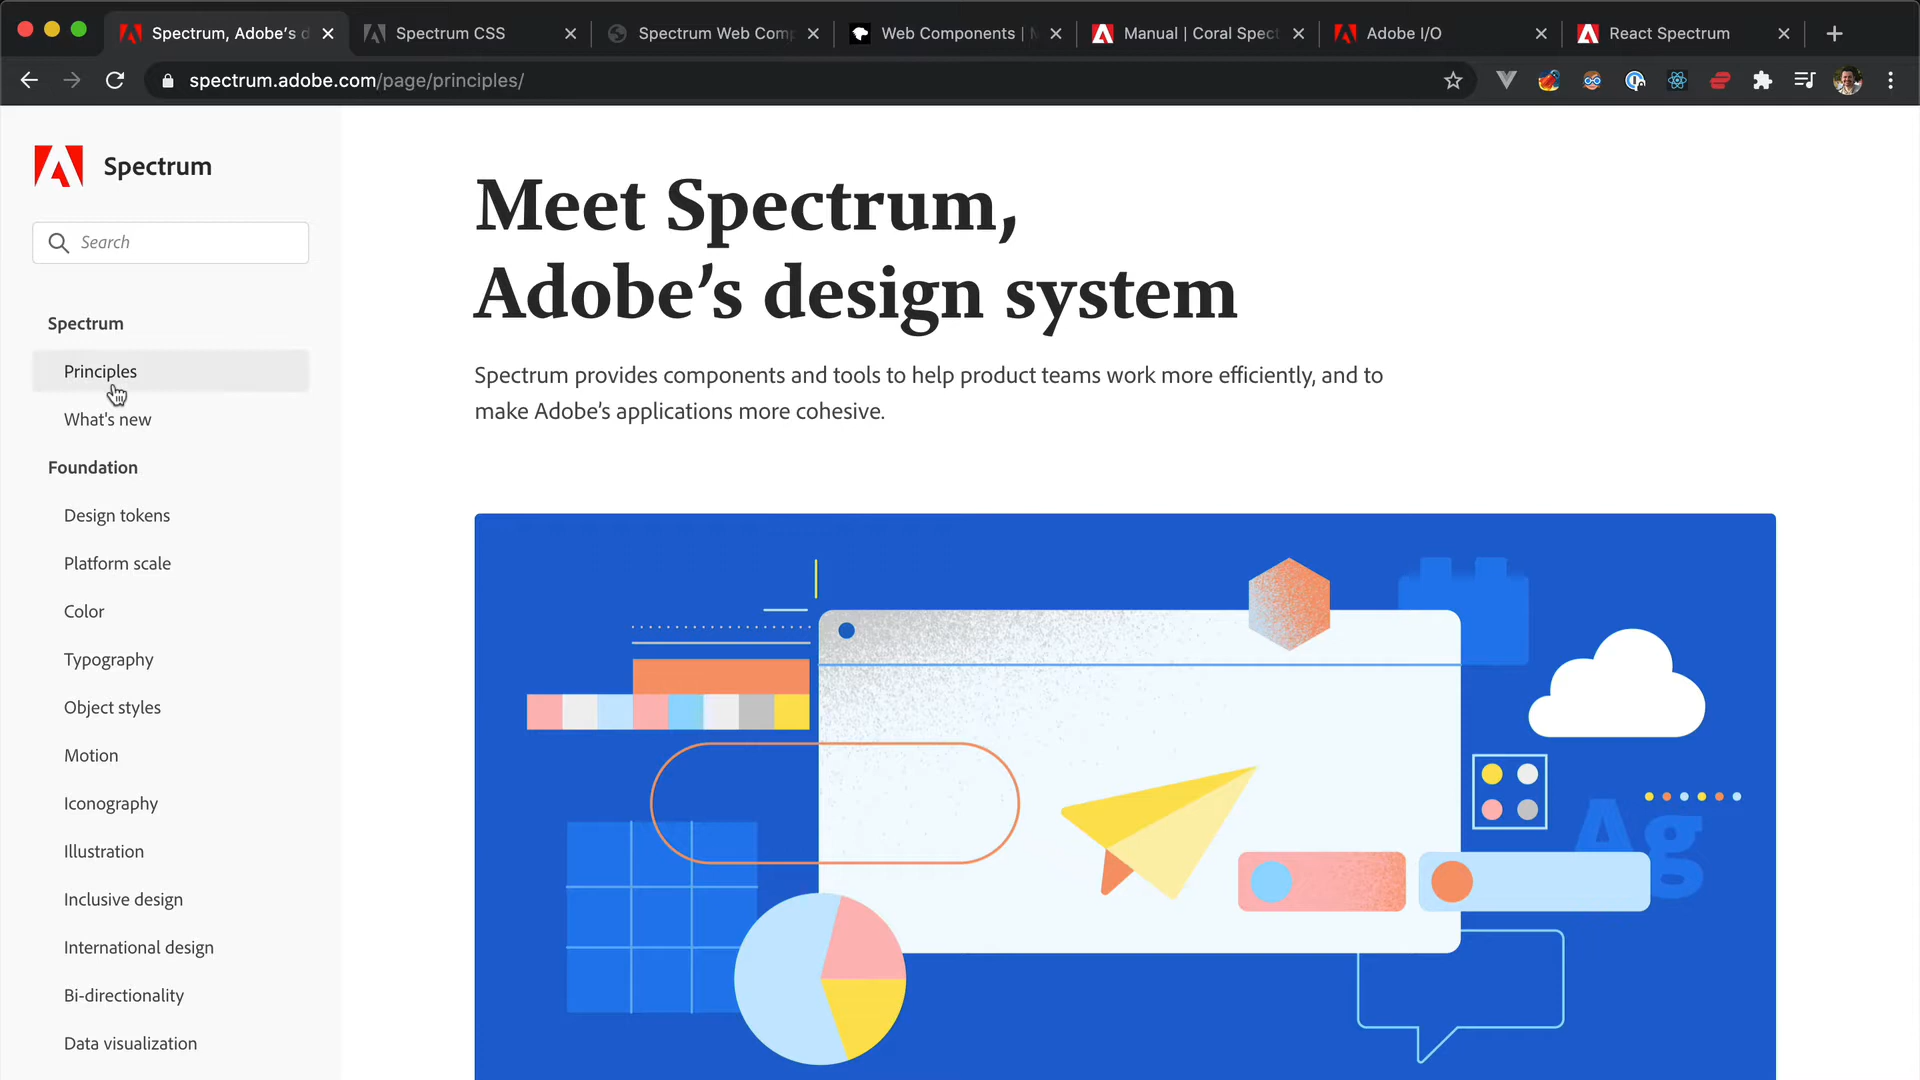 Spectrum, Adobe's d
Spectrum CSS
Spectrum Web Comp
Web Components |
Manual | Coral Spect
Adobe I/O
React Spectrum
spectrum.adobe.com/page/principles/
Spectrum
Search
Spectrum
Principles
What's new
Foundation
Design tokens
Platform scale
Color
Typography
Object styles
Motion
Iconography
Illustration
Inclusive design
International design
Bi-directionality
Data visualization
Meet Spectrum,
Adobe’s design system
Spectrum provides components and tools to help product teams work more efficiently, and to
make Adobe’s applications more cohesive.
Ag